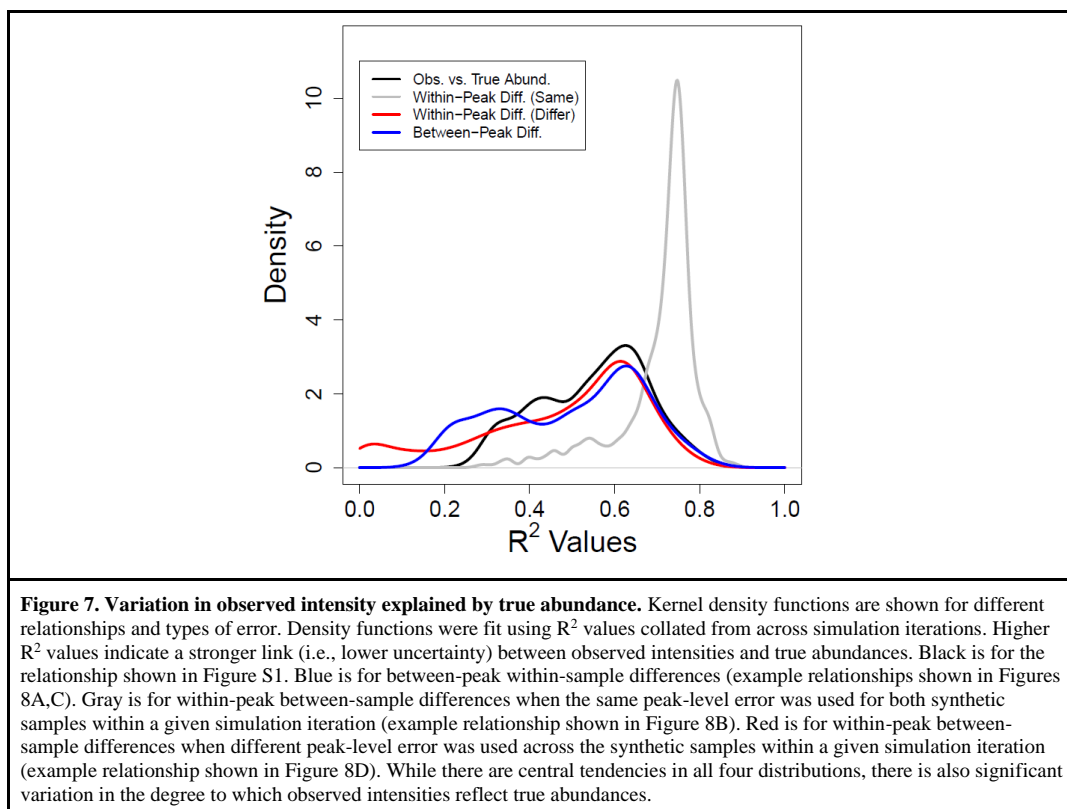 Obs. vs. True Abund.
Within−Peak Diff. (Same)
Within−Peak Diff. (Differ)
Between−Peak Diff.
10
8
6
4
2
0
Density
0.0 0.2 0.4 0.6 0.8 1.0
R² Values
Figure 7. Variation in observed intensity explained by true abundance. Kernel density functions are shown for different
relationships and types of error. Density functions were fit using R² values collated from across simulation iterations. Higher
R² values indicate a stronger link (i.e., lower uncertainty) between observed intensities and true abundances. Black is for the
relationship shown in Figure S1. Blue is for between-peak within-sample differences (example relationships shown in Figures
8A,C). Gray is for within-peak between-sample differences when the same peak-level error was used for both synthetic
samples within a given simulation iteration (example relationship shown in Figure 8B). Red is for within-peak between-
sample differences when different peak-level error was used across the synthetic samples within a given simulation iteration
(example relationship shown in Figure 8D). While there are central tendencies in all four distributions, there is also significant
variation in the degree to which observed intensities reflect true abundances.